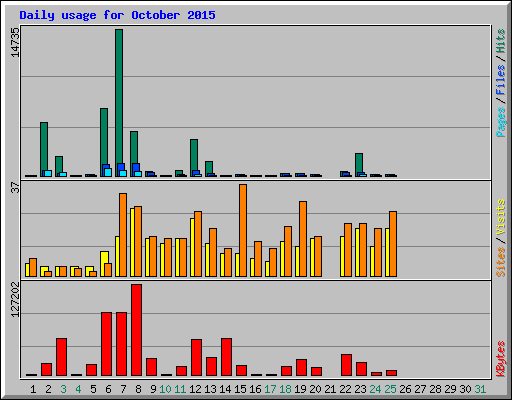 Daily usage for October 2015
14735
37
127202
Pages / Files / Hits
Sites / Visits
KBytes
1 2 3 4 5 6 7 8 9 10 11 12 13 14 15 16 17 18 19 20 21 22 23 24 25 26 27 28 29 30 31